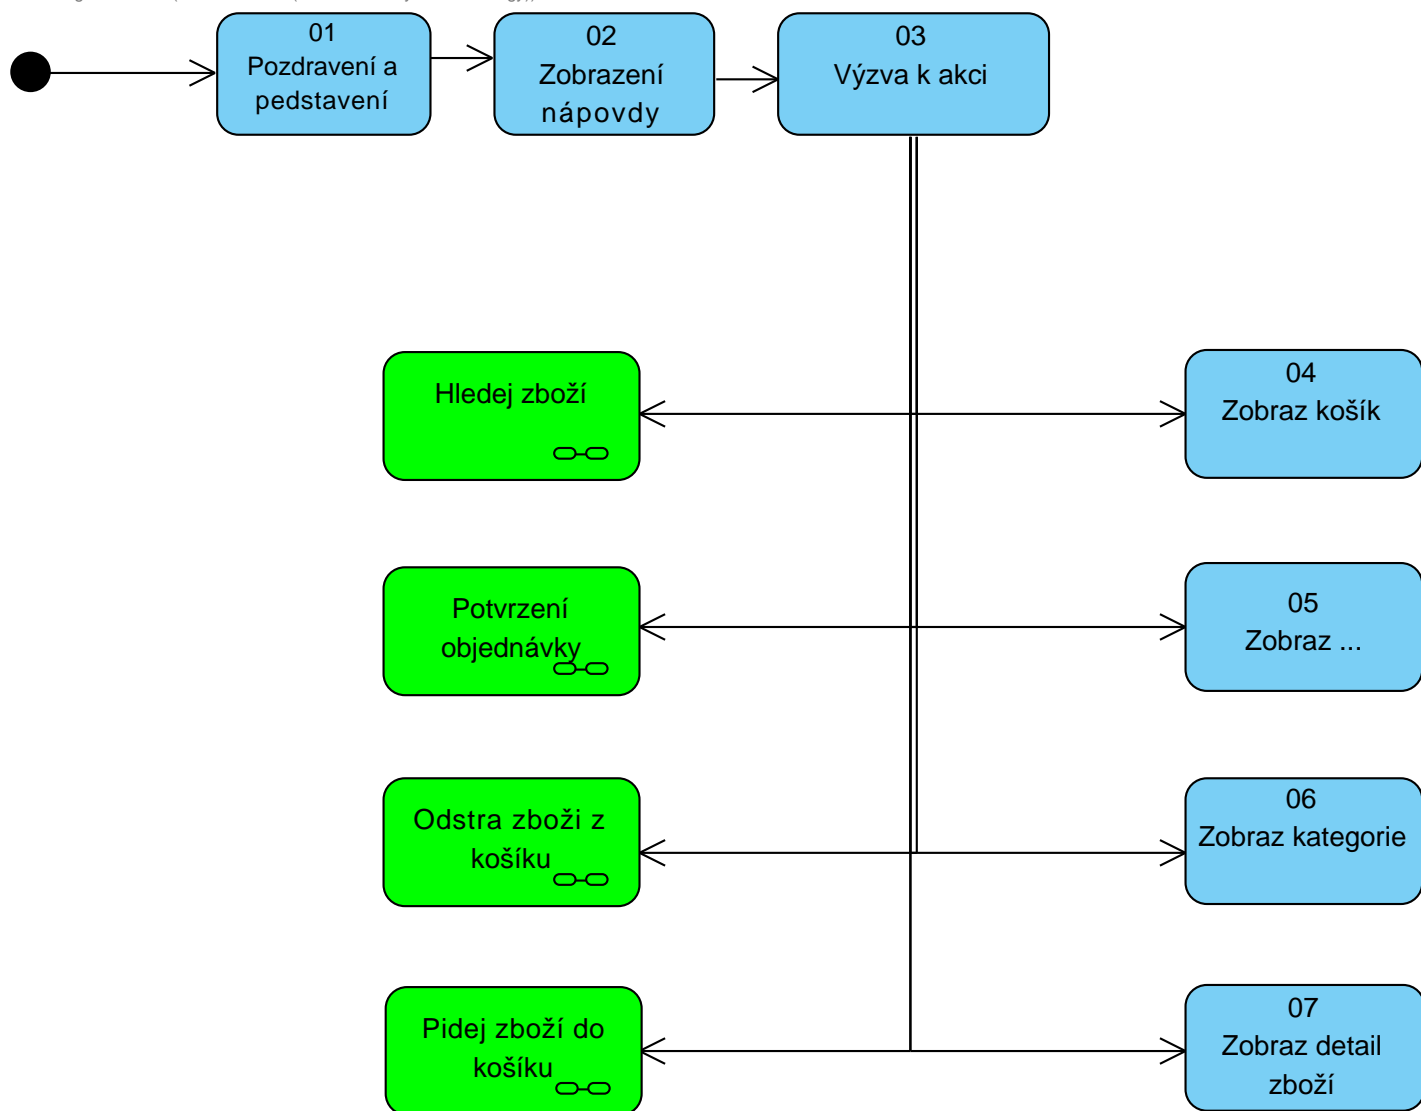 01
Pozdravení a
pedstavení
02
Zobrazení
nápovdy
03
Výzva k akci
Hledej zboží
04
Zobraz košík
Potvrzení
objednávky
05
Zobraz ...
Odstra zboži z
košíku
06
Zobraz kategorie
Pidej zboží do
košíku
07
Zobraz detail
zboží